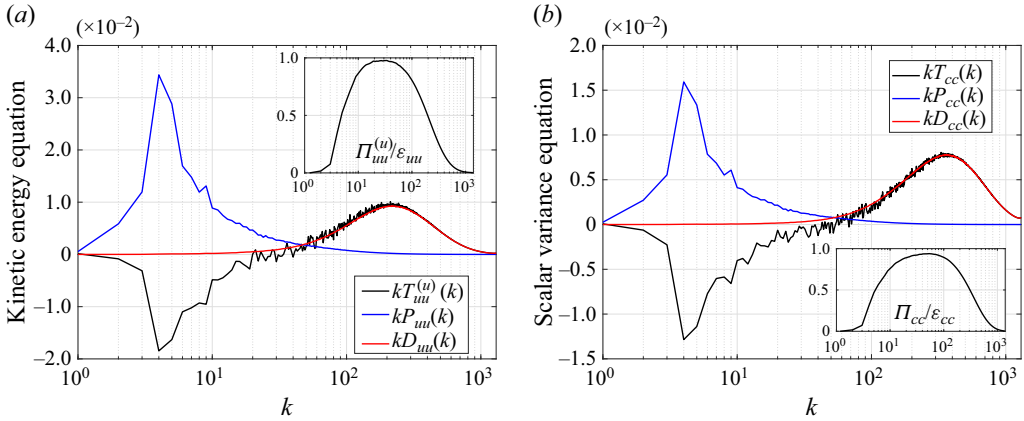 (a)
(×10⁻²)
4.0
3.0
2.0
1.0
0
−1.0
−2.0
Kinetic energy equation
10⁰ 10¹ 10² 10³
k
1.0
0.5
0
10⁰ 10¹ 10² 10³
Π_uu^(u)/ε_uu
kT_uu^(u)(k)
kP_uu(k)
kD_uu(k)
(b)
(×10⁻²)
2.0
1.5
1.0
0.5
0
−0.5
−1.0
−1.5
Scalar variance equation
10⁰ 10¹ 10² 10³
k
kT_cc(k)
kP_cc(k)
kD_cc(k)
1.0
0.5
0
10⁰ 10¹ 10² 10³
Π_cc/ε_cc